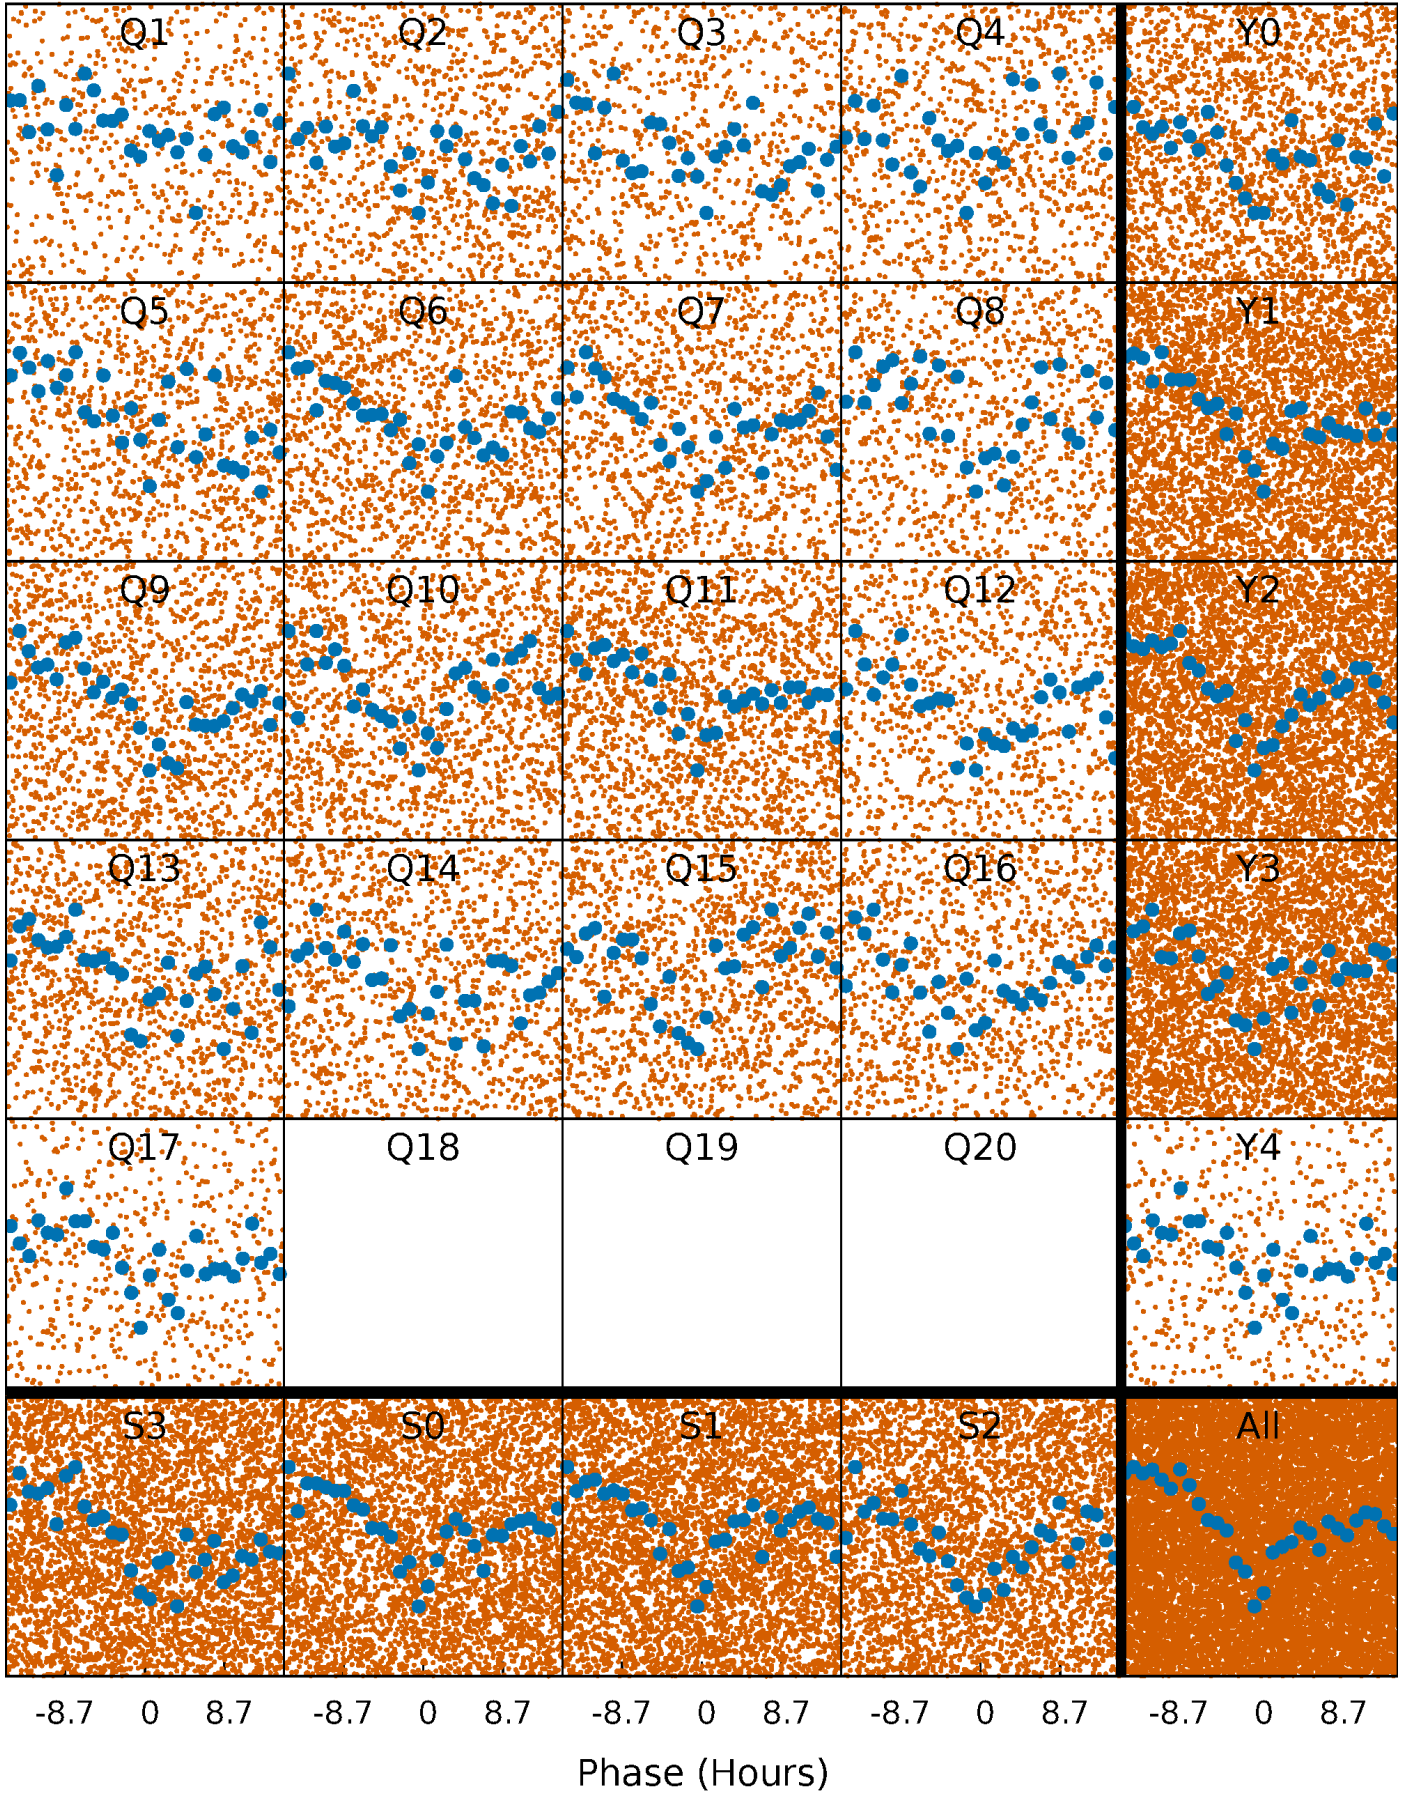 Q1 Q2 Q3 Q4 Y0
Q5 Q6 Q7 Q8 Y1
Q9 Q10 Q11 Q12 Y2
Q13 Q14 Q15 Q16 Y3
Q17 Q18 Q19 Q20 Y4
S3 S0 S1 S2 All
-8.7 0 8.7 -8.7 0 8.7 -8.7 0 8.7 -8.7 0 8.7 -8.7 0 8.7
Phase (Hours)